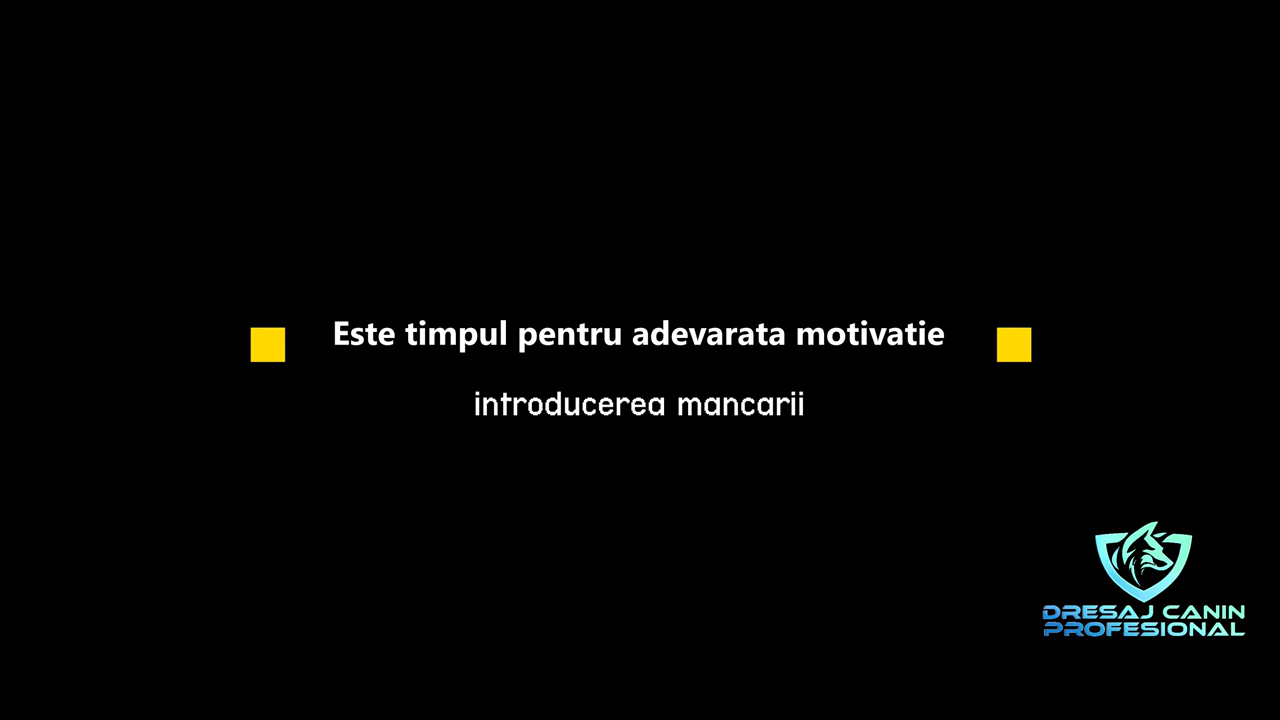 Este timpul pentru adevarata motivatie
introducerea mancarii
DRESAJ CANIN
PROFESIONAL